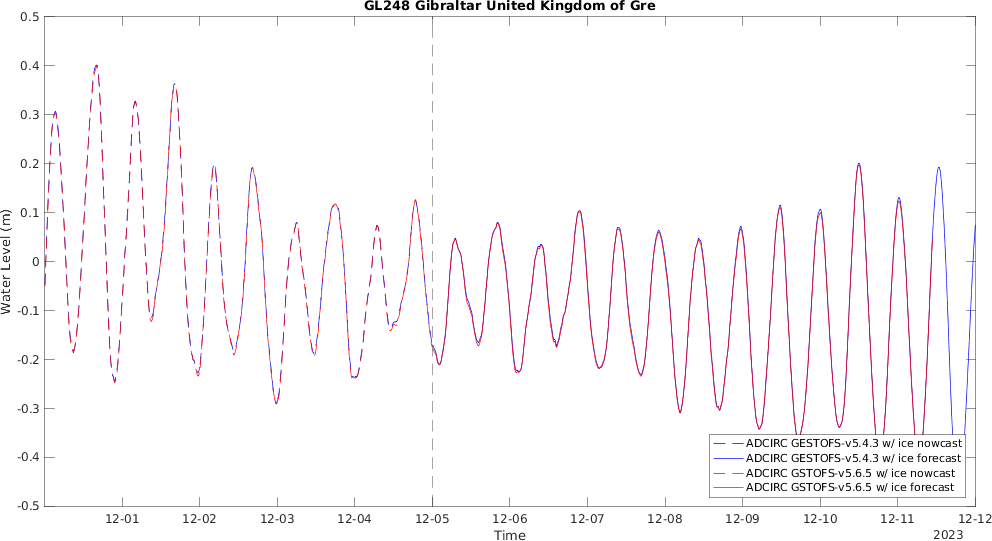 GL248 Gibraltar United Kingdom of Gre
0.5
0.4
0.3
0.2
0.1
0
-0.1
-0.2
-0.3
-0.4
-0.5
Water Level (m)
ADCIRC GESTOFS-v5.4.3 w/ ice nowcast
ADCIRC GESTOFS-v5.4.3 w/ ice forecast
ADCIRC GSTOFS-v5.6.5 w/ ice nowcast
ADCIRC GSTOFS-v5.6.5 w/ ice forecast
12-01 12-02 12-03 12-04 12-05 12-06 12-07 12-08 12-09 12-10 12-11 12-12
Time
2023